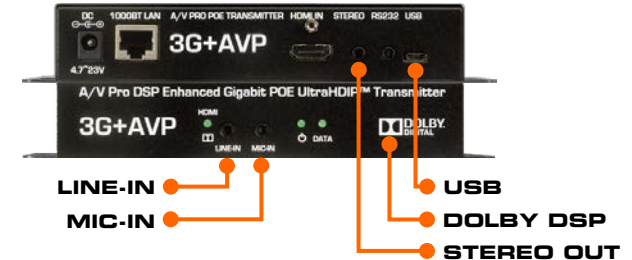 DC 1000BT LAN A/V PRO POE TRANSMITTER HDMI IN STEREO RS232 USB
3G+AVP
4.7~23V
A/V Pro DSP Enhanced Gigabit POE UltraHDIP™ Transmitter
HDMI
3G+AVP
DOLBY.
DIGITAL
LINE-IN MIC-IN DATA
LINE-IN
USB
MIC-IN
DOLBY DSP
STEREO OUT